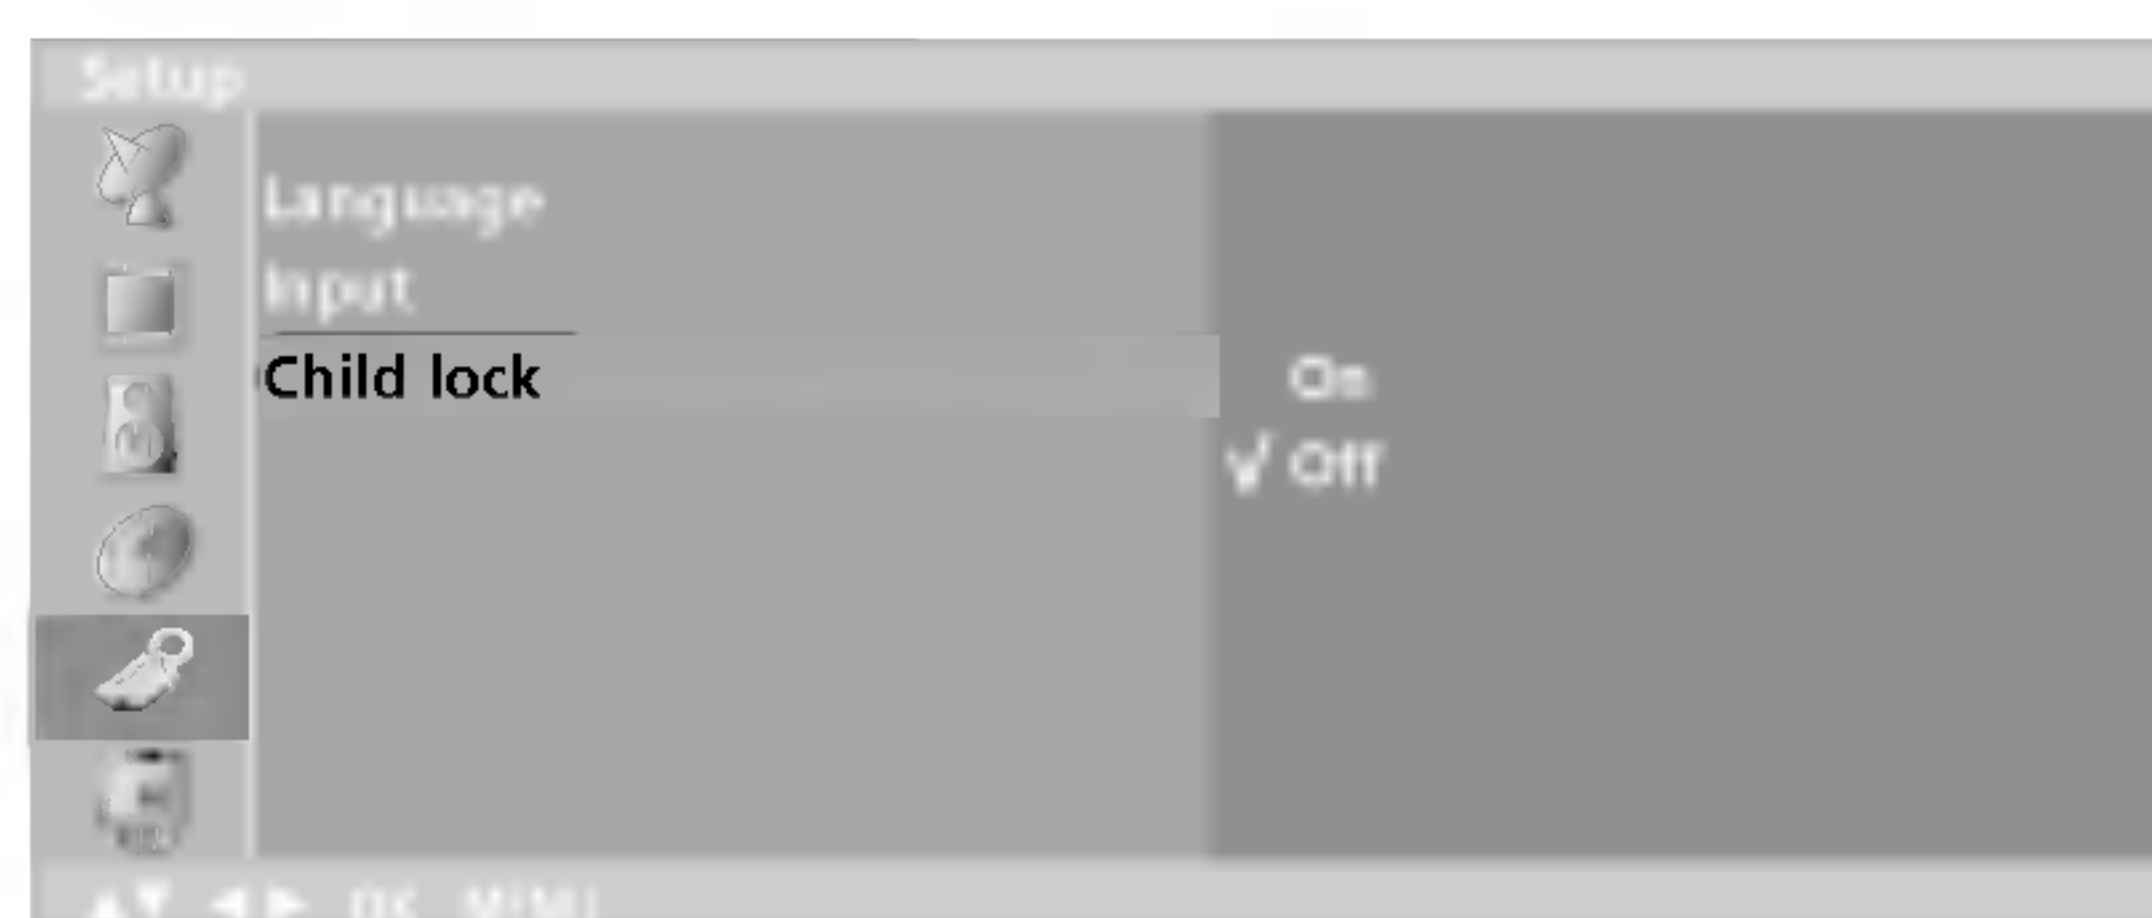 Setup
Language
Input
Child lock
On
√ Off
▲▼ ◀▶ OK MENU